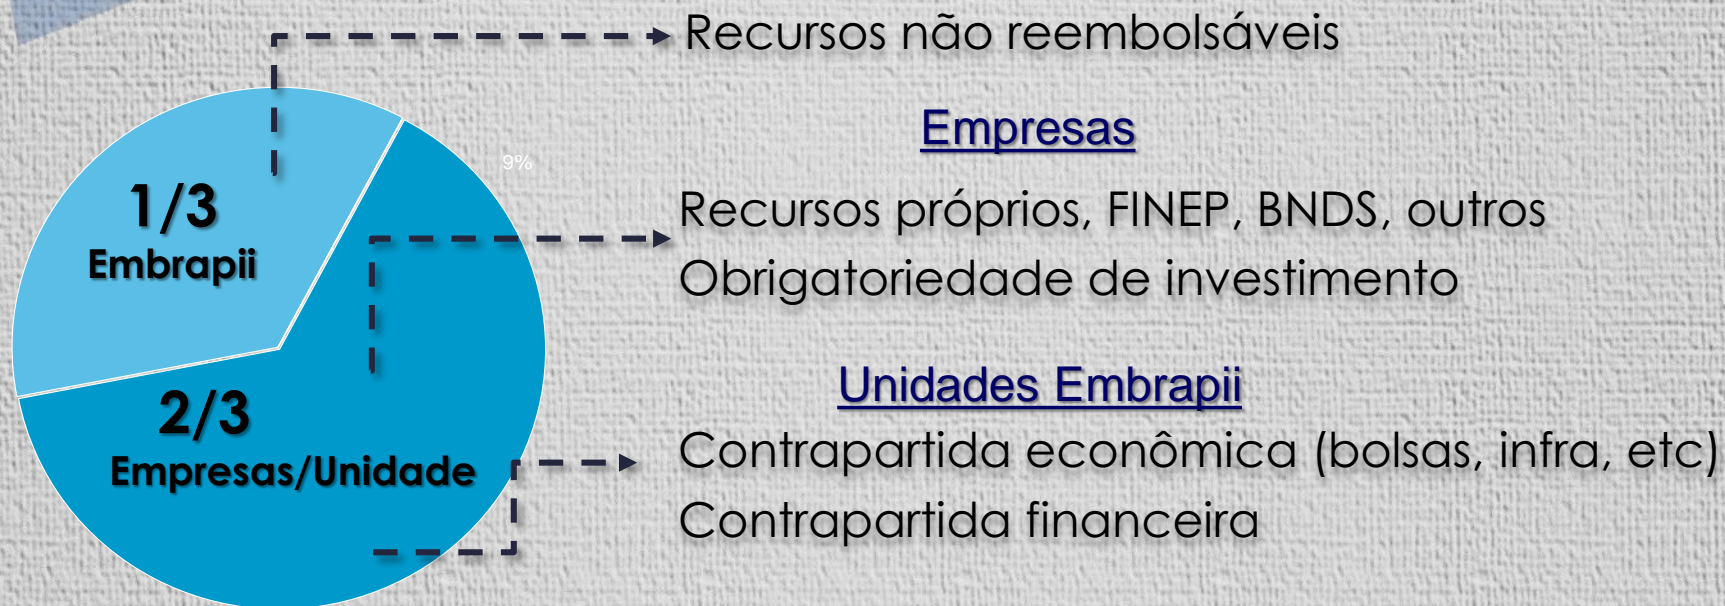 Recursos não reembolsáveis
1/3
Embrapii
9%
Empresas
Recursos próprios, FINEP, BNDS, outros
Obrigatoriedade de investimento
2/3
Empresas/Unidade
Unidades Embrapii
Contrapartida econômica (bolsas, infra, etc)
Contrapartida financeira